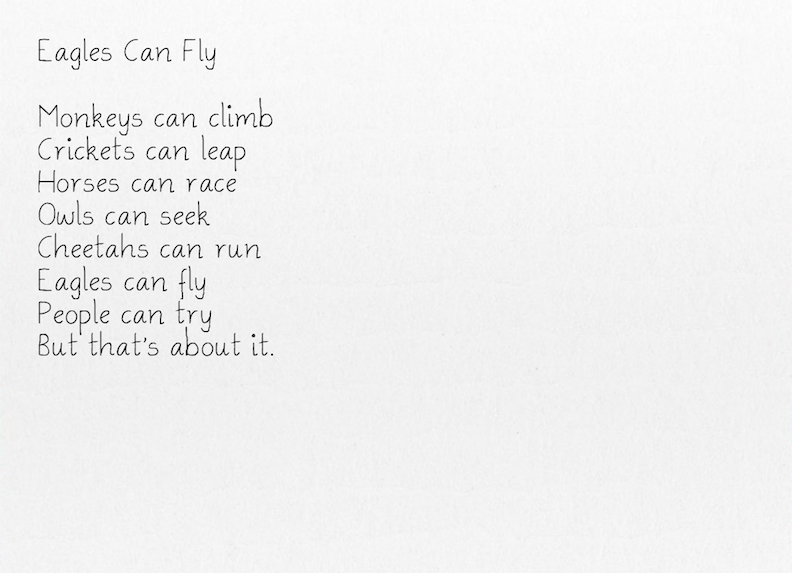 Eagles Can Fly

Monkeys can climb
Crickets can leap
Horses can race
Owls can seek
Cheetahs can run
Eagles can fly
People can try
But that's about it.